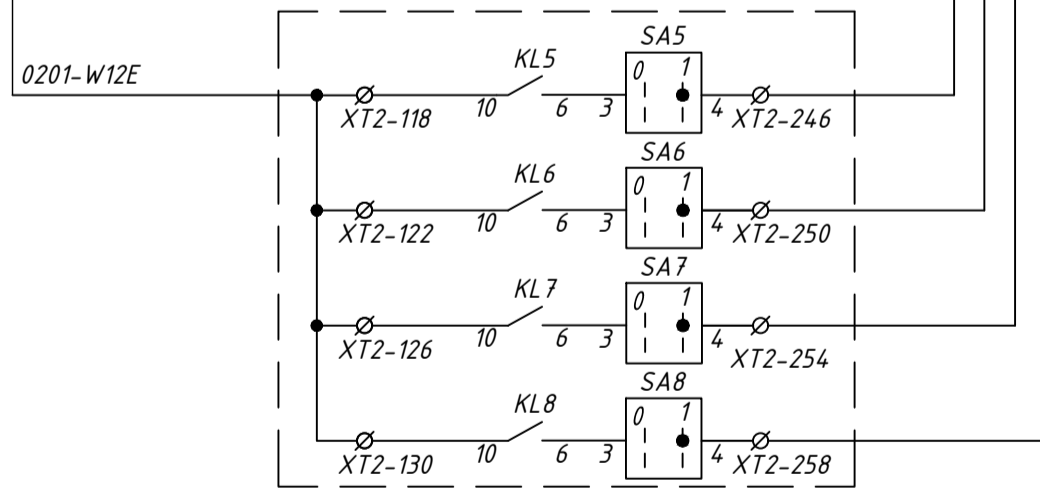 SA5
KL5
0 1
0201-W12E
XT2-118 10 6 3 4 XT2-246
SA6
KL6
0 1
XT2-122 10 6 3 4 XT2-250
SA7
KL7
0 1
XT2-126 10 6 3 4 XT2-254
SA8
KL8
0 1
XT2-130 10 6 3 4 XT2-258